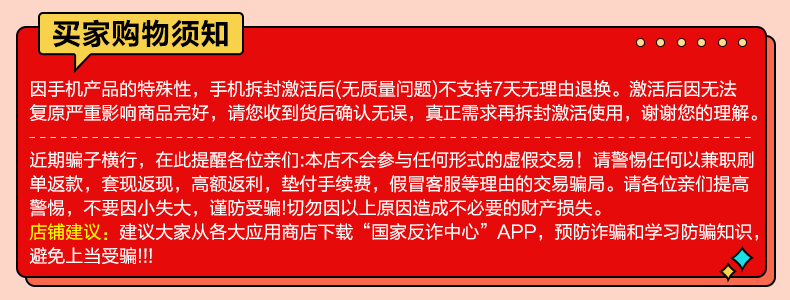 买家购物须知
因手机产品的特殊性，手机拆封激活后(无质量问题)不支持7天无理由退换。激活后因无法
复原严重影响商品完好，请您收到货后确认无误，真正需求再拆封激活使用，谢谢您的理解。
近期骗子横行，在此提醒各位亲们:本店不会参与任何形式的虚假交易！请警惕任何以兼职刷
单返款，套现返现，高额返利，垫付手续费，假冒客服等理由的交易骗局。请各位亲们提高
警惕，不要因小失大，谨防受骗!切勿因以上原因造成不必要的财产损失。
店铺建议：建议大家从各大应用商店下载“国家反诈中心”APP，预防诈骗和学习防骗知识，
避免上当受骗!!!